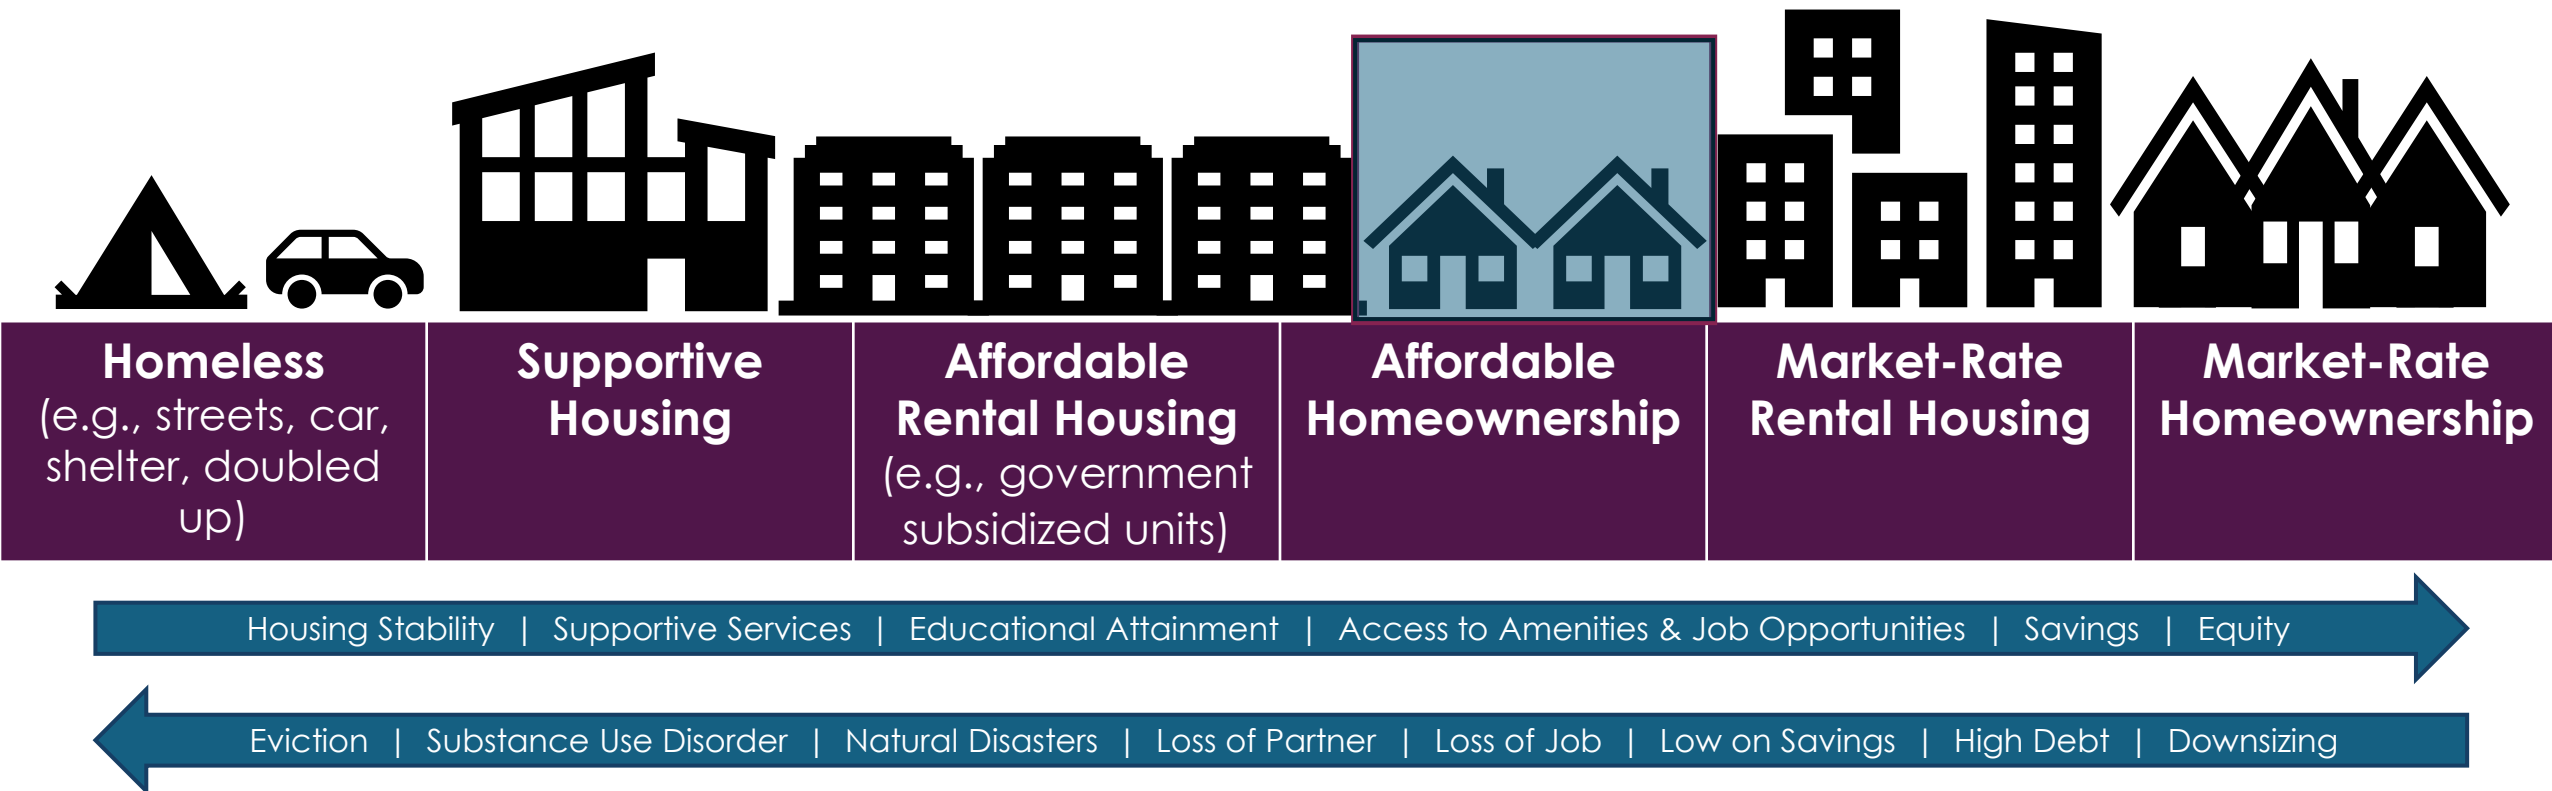 Homeless
(e.g., streets, car,
shelter, doubled
up)
Supportive
Housing
Affordable
Rental Housing
(e.g., government
subsidized units)
Affordable
Homeownership
Market-Rate
Rental Housing
Market-Rate
Homeownership
Housing Stability | Supportive Services | Educational Attainment | Access to Amenities & Job Opportunities | Savings | Equity
Eviction | Substance Use Disorder | Natural Disasters | Loss of Partner | Loss of Job | Low on Savings | High Debt | Downsizing